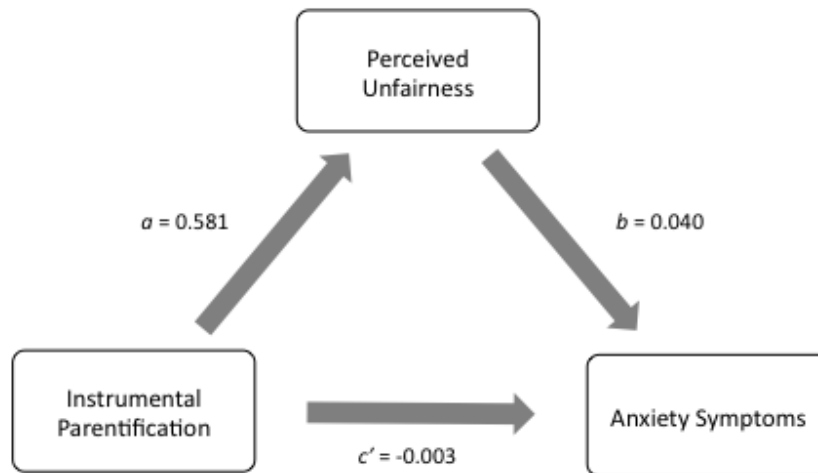 Perceived
Unfairness
a = 0.581
b = 0.040
Instrumental
Parentification
Anxiety Symptoms
c′ = -0.003